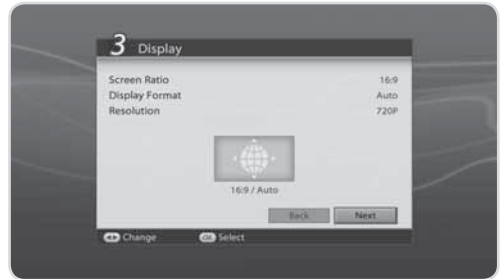 3 Display
Screen Ratio 16:9
Display Format Auto
Resolution 720P
16:9 / Auto
Back Next
Change OK Select